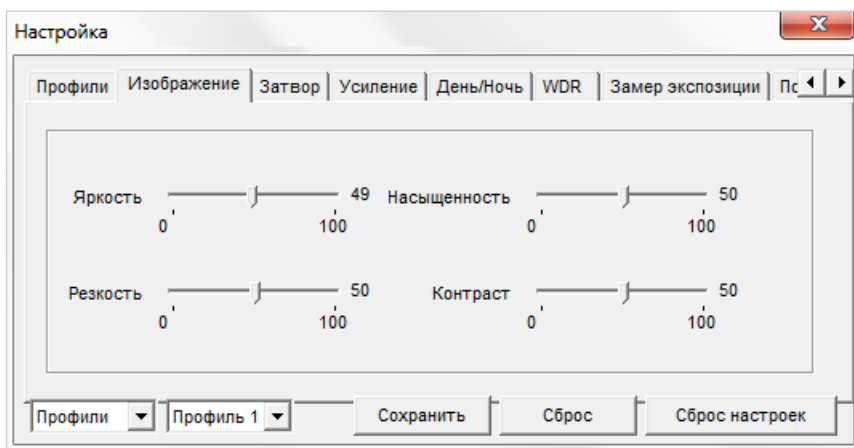 Настройка
Профили Изображение Затвор Усиление День/Ночь WDR Замер экспозиции
Яркость 49 Насыщенность 50
0 100 0 100
Резкость 50 Контраст 50
0 100 0 100
Профили Профиль 1 Сохранить Сброс Сброс настроек